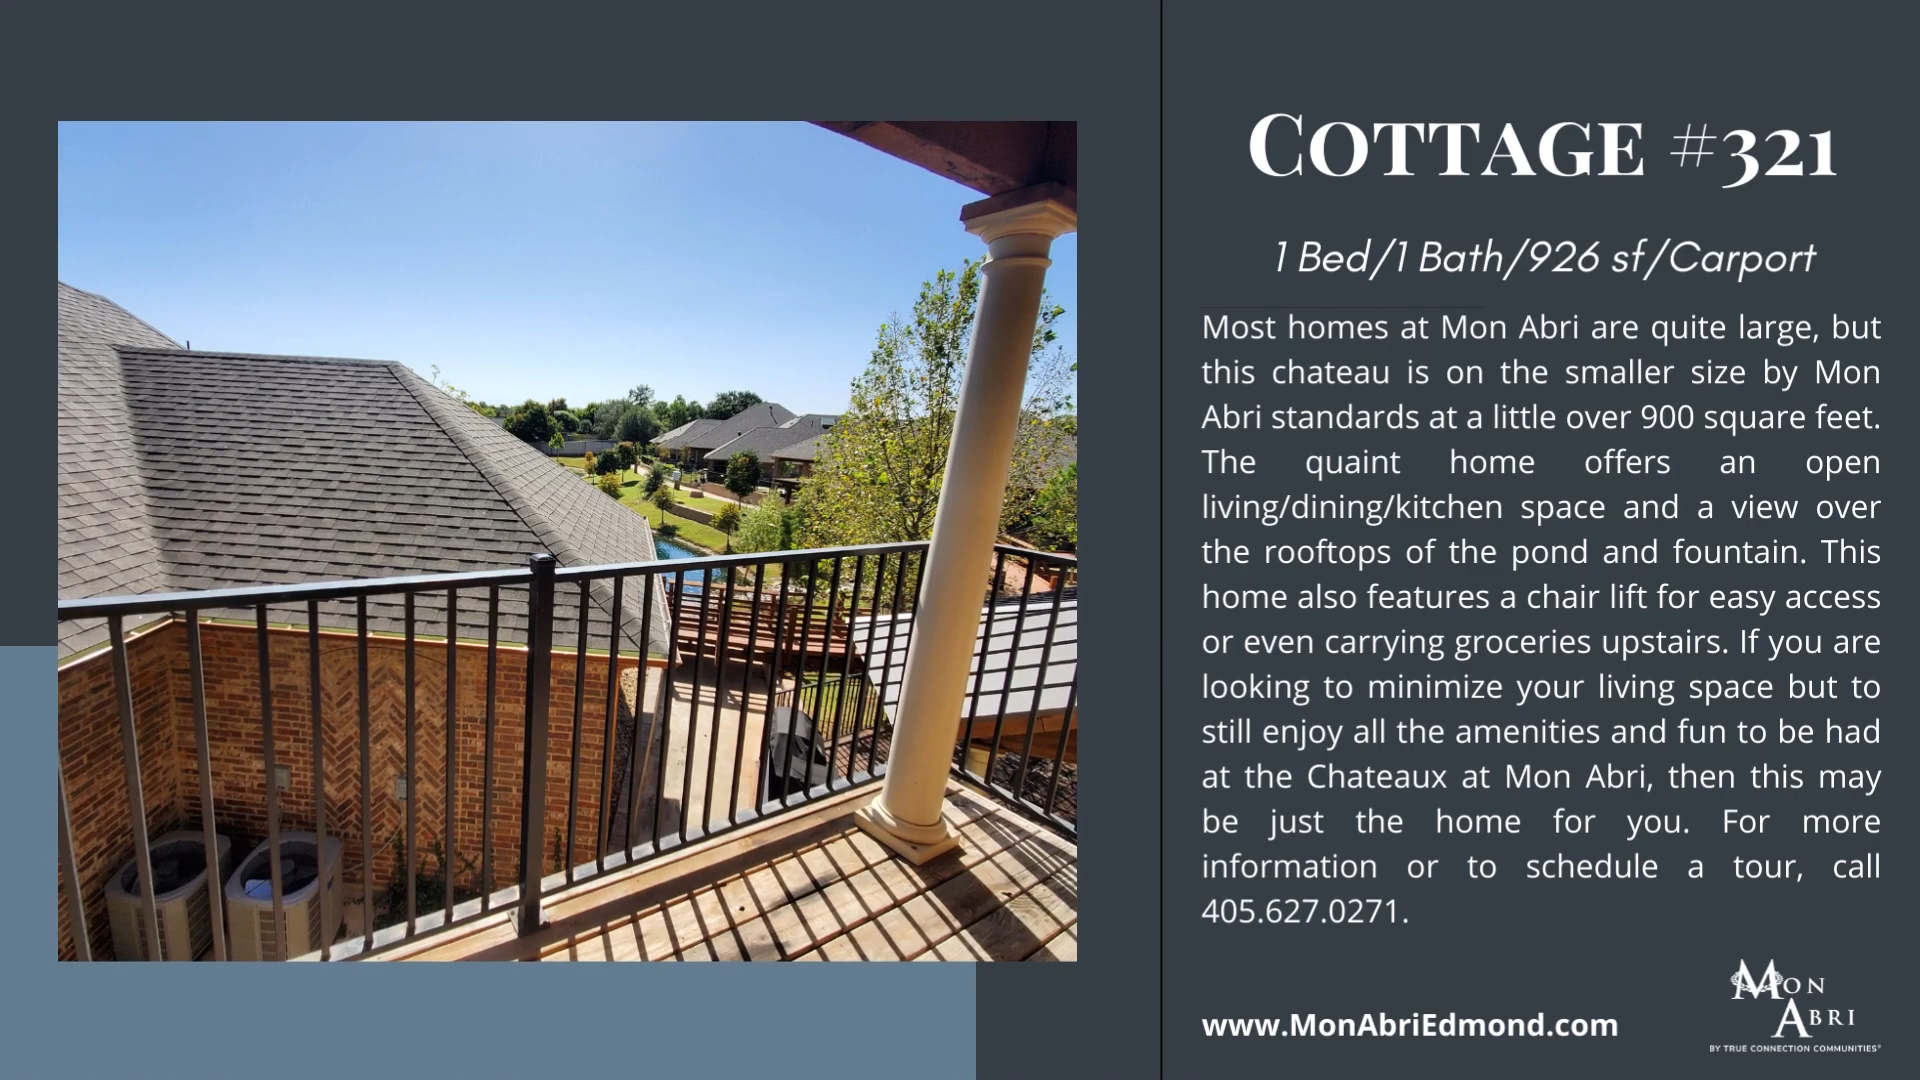 COTTAGE #321
1 Bed/1 Bath/926 sf/Carport
Most homes at Mon Abri are quite large, but
this chateau is on the smaller size by Mon
Abri standards at a little over 900 square feet.
The quaint home offers an open
living/dining/kitchen space and a view over
the rooftops of the pond and fountain. This
home also features a chair lift for easy access
or even carrying groceries upstairs. If you are
looking to minimize your living space but to
still enjoy all the amenities and fun to be had
at the Chateaux at Mon Abri, then this may
be just the home for you. For more
information or to schedule a tour, call
405.627.0271.
www.MonAbriEdmond.com
MON
ABRI
BY TRUE CONNECTION COMMUNITIES®